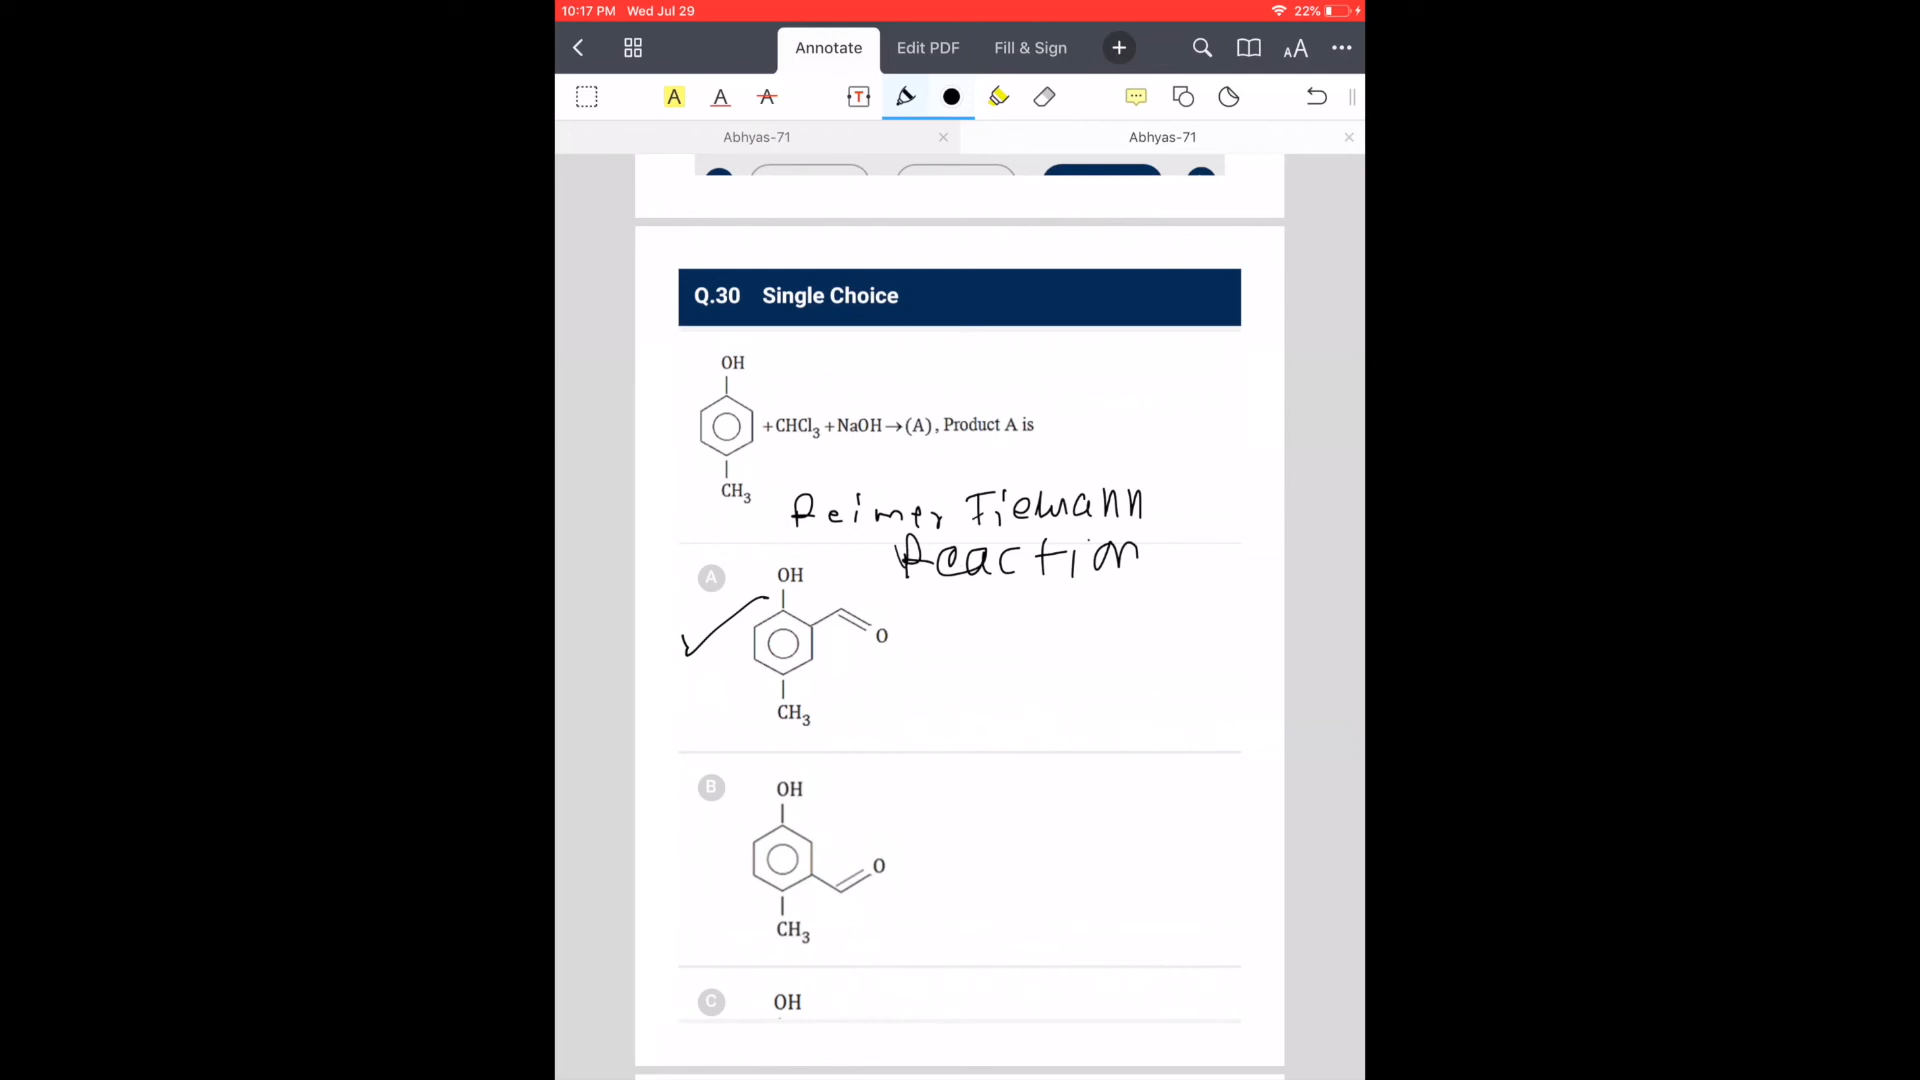 10:17 PM Wed Jul 29 22%
Annotate Edit PDF Fill & Sign
A A A T
Abhyas-71 Abhyas-71
Q.30 Single Choice
OH
+CHCl₃ +NaOH→(A), Product A is
CH₃
Reimer Tiemann
Reaction
A
OH
O
CH₃
B
OH
O
CH₃
C
OH